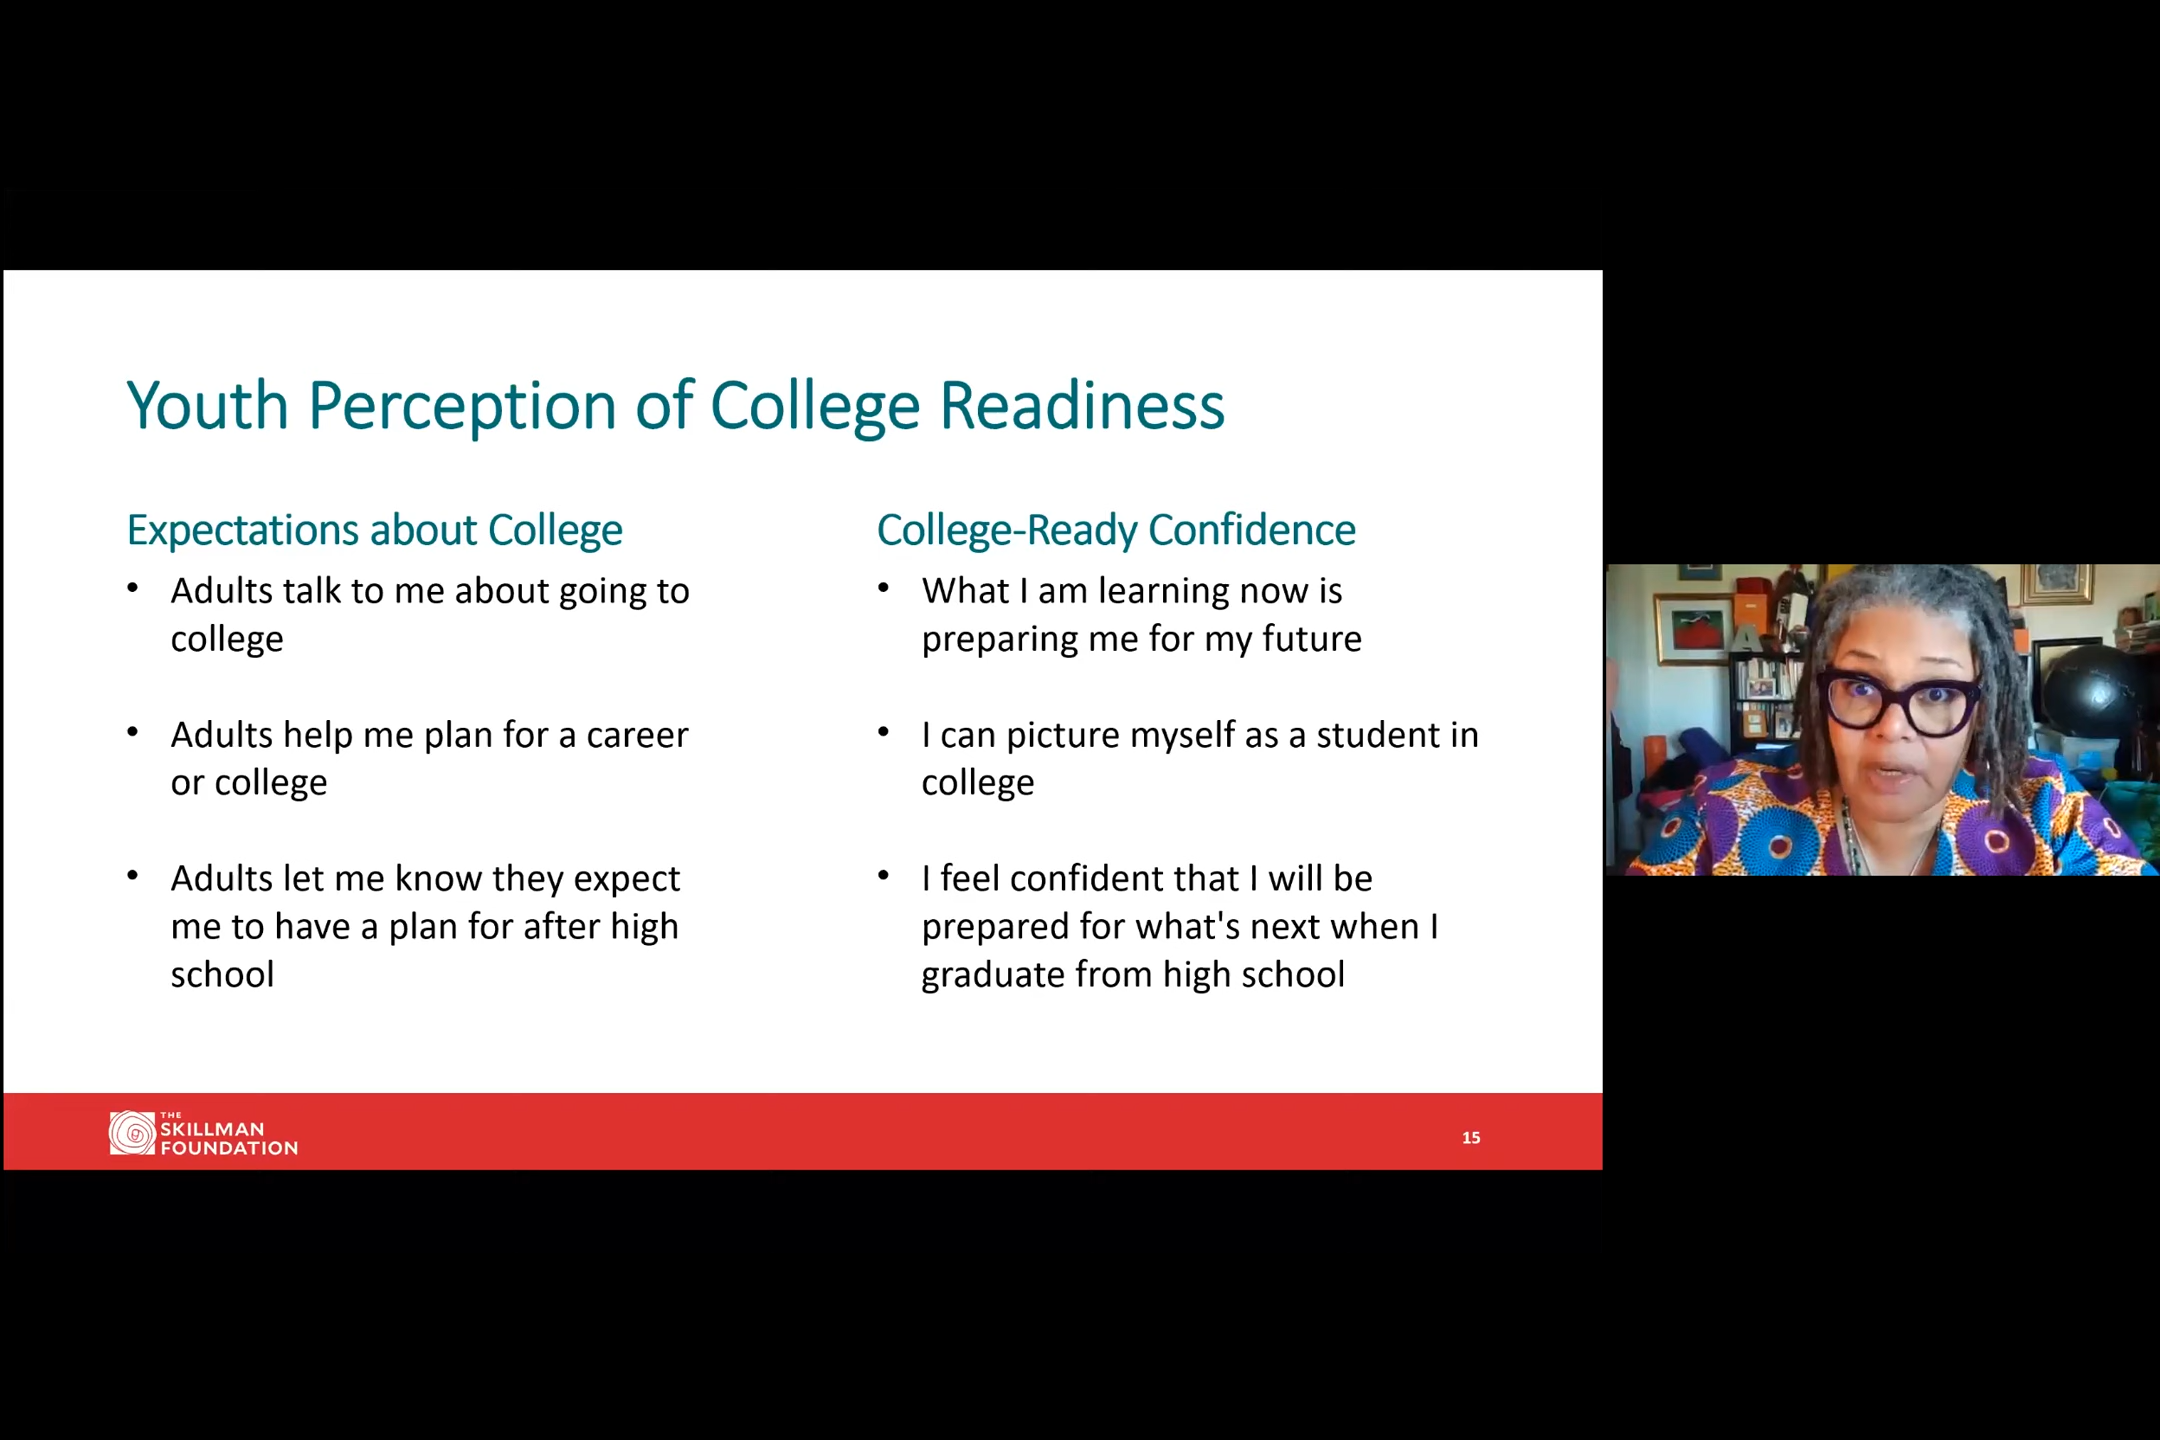 Youth Perception of College Readiness
Expectations about College
• Adults talk to me about going to
college
• Adults help me plan for a career
or college
• Adults let me know they expect
me to have a plan for after high
school
College-Ready Confidence
• What I am learning now is
preparing me for my future
• I can picture myself as a student in
college
• I feel confident that I will be
prepared for what's next when I
graduate from high school
THE
SKILLMAN
FOUNDATION
15